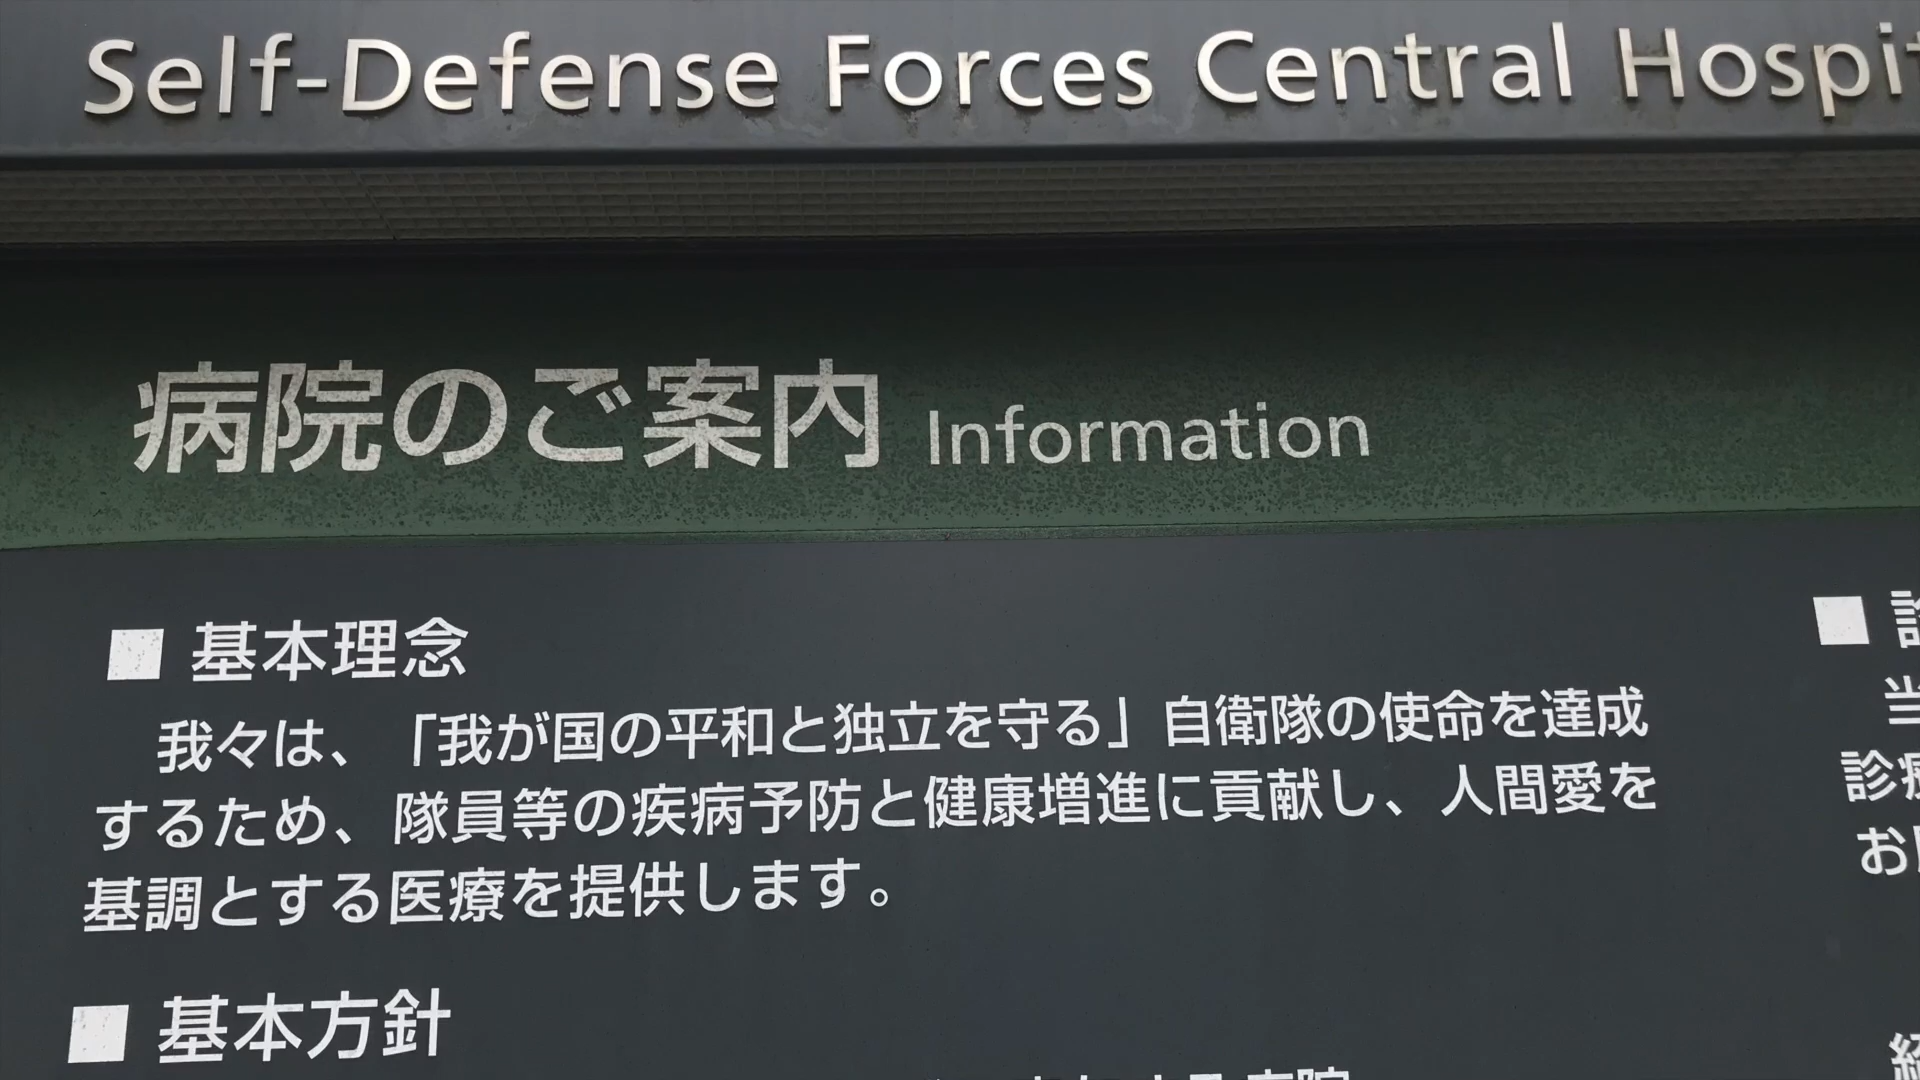 Self-Defense Forces Central Hospit
病院のご案内 Information
■ 基本理念
我々は、「我が国の平和と独立を守る」自衛隊の使命を達成
するため、隊員等の疾病予防と健康増進に貢献し、人間愛を
基調とする医療を提供します。
■ 基本方針
■
当
診療
お